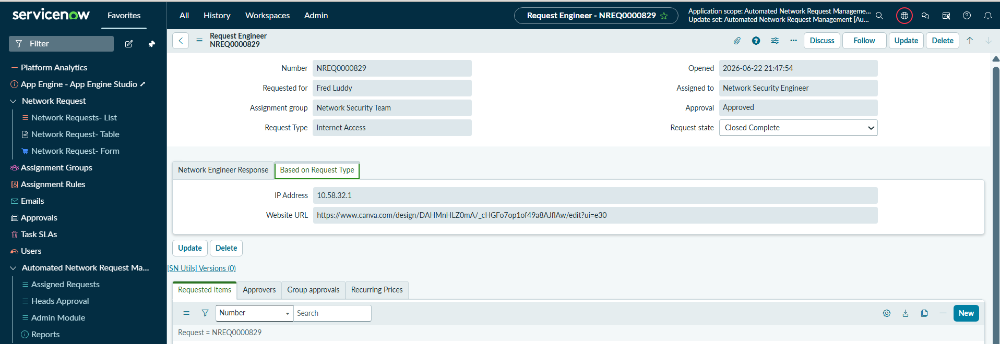 servicenow
Favorites
All
History
Workspaces
Admin
Request Engineer - NREQ0000829
Application scope: Automated Network Request Manageme...
Update set: Automated Network Request Management [Au...
Filter
Platform Analytics
App Engine - App Engine Studio
Network Request
Network Requests- List
Network Request- Table
Network Request- Form
Assignment Groups
Assignment Rules
Emails
Approvals
Task SLAs
Users
Automated Network Request Ma...
Assigned Requests
Heads Approval
Admin Module
Reports
Request Engineer
NREQ0000829
Discuss
Follow
Update
Delete
Number NREQ0000829
Opened 2026-06-22 21:47:54
Requested for Fred Luddy
Assigned to Network Security Engineer
Assignment group Network Security Team
Approval Approved
Request Type Internet Access
Request state Closed Complete
Network Engineer Response
Based on Request Type
IP Address 10.58.32.1
Website URL https://www.canva.com/design/DAHMnHLZ0mA/_cHGFo7op1of49a8AJflAw/edit?ui=e30
Update
Delete
[SN Utils] Versions (0)
Requested Items
Approvers
Group approvals
Recurring Prices
Number
Search
New
Request = NREQ0000829